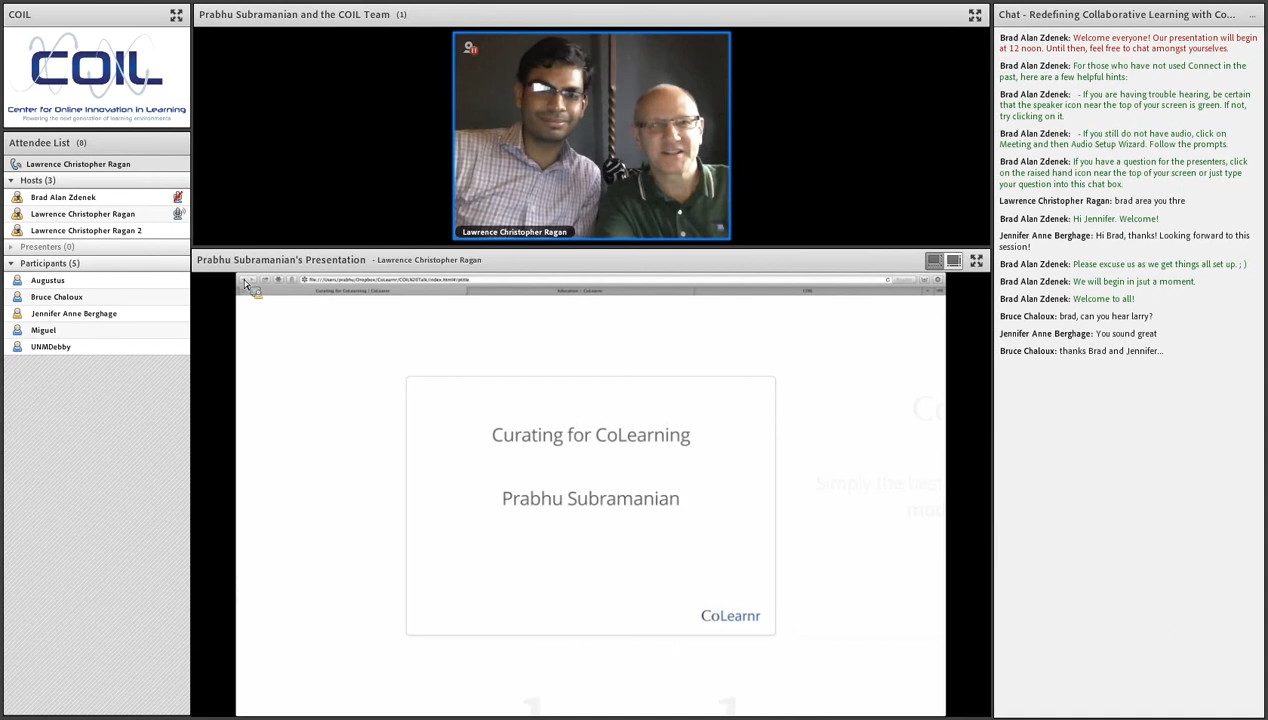 COIL
COIL
Center for Online Innovation in Learning
Powering the next generation of learning environments
Attendee List (8)
Lawrence Christopher Ragan
Hosts (3)
Brad Alan Zdenek
Lawrence Christopher Ragan
Lawrence Christopher Ragan 2
Presenters (0)
Participants (5)
Augustus
Bruce Chaloux
Jennifer Anne Berghage
Miguel
UNMDebby
Prabhu Subramanian and the COIL Team (1)
Lawrence Christopher Ragan
Prabhu Subramanian's Presentation - Lawrence Christopher Ragan
Curating for CoLearning | CoLearnr
Education | CoLearnr
COIL
Curating for CoLearning
Prabhu Subramanian
CoLearnr
Simply the best
Chat - Redefining Collaborative Learning with Co... ...
Brad Alan Zdenek: Welcome everyone! Our presentation will begin
at 12 noon. Until then, feel free to chat amongst yourselves.
Brad Alan Zdenek: For those who have not used Connect in the
past, here are a few helpful hints:
Brad Alan Zdenek: - If you are having trouble hearing, be certain
that the speaker icon near the top of your screen is green. If not,
try clicking on it.
Brad Alan Zdenek: - If you still do not have audio, click on
Meeting and then Audio Setup Wizard. Follow the prompts.
Brad Alan Zdenek: If you have a question for the presenters, click
on the raised hand icon near the top of your screen or just type
your question into this chat box.
Lawrence Christopher Ragan: brad area you thre
Brad Alan Zdenek: Hi Jennifer. Welcome!
Jennifer Anne Berghage: Hi Brad, thanks! Looking forward to this
session!
Brad Alan Zdenek: Please excuse us as we get things all set up. ; )
Brad Alan Zdenek: We will begin in jsut a moment.
Brad Alan Zdenek: Welcome to all!
Bruce Chaloux: brad, can you hear larry?
Jennifer Anne Berghage: You sound great
Bruce Chaloux: thanks Brad and Jennifer...